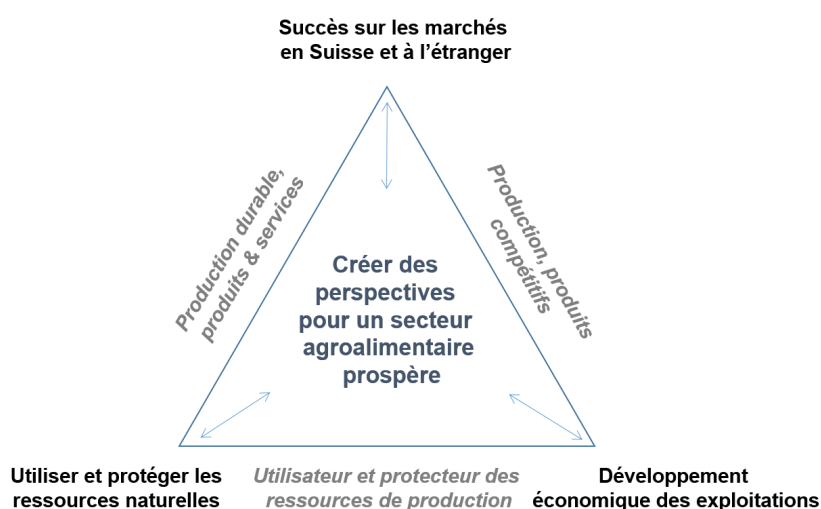 Succès sur les marchés
en Suisse et à l'étranger
Production durable,
produits & services
Production, produits
compétitifs
Créer des
perspectives
pour un secteur
agroalimentaire
prospère
Utiliser et protéger les
ressources naturelles
Utilisateur et protecteur des
ressources de production
Développement
économique des exploitations